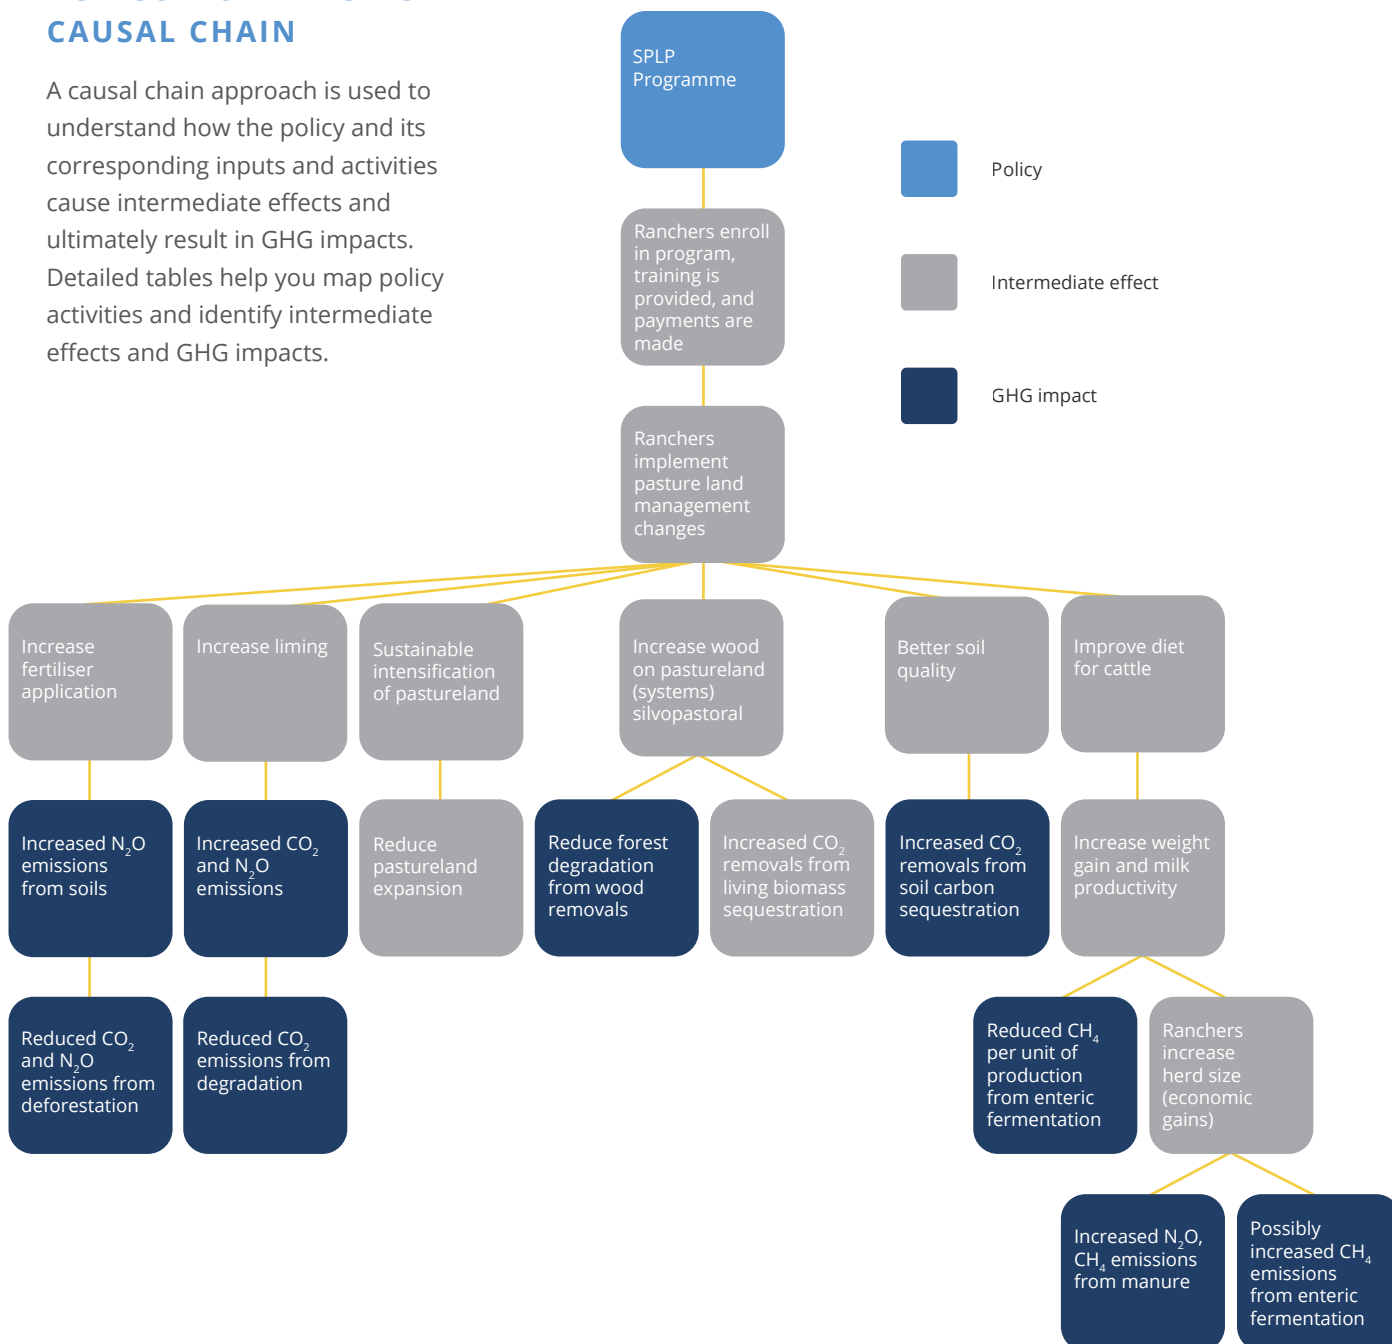 CAUSAL CHAIN
A causal chain approach is used to
understand how the policy and its
corresponding inputs and activities
cause intermediate effects and
ultimately result in GHG impacts.
Detailed tables help you map policy
activities and identify intermediate
effects and GHG impacts.
SPLP
Programme
Policy
Intermediate effect
GHG impact
Ranchers enroll
in program,
training is
provided, and
payments are
made
Ranchers
implement
pasture land
management
changes
Increase
fertiliser
application
Increase liming
Sustainable
intensification
of pastureland
Increase wood
on pastureland
(systems)
silvopastoral
Better soil
quality
Improve diet
for cattle
Increased N₂O
emissions
from soils
Increased CO₂
and N₂O
emissions
Reduce
pastureland
expansion
Reduce forest
degradation
from wood
removals
Increased CO₂
removals from
living biomass
sequestration
Increased CO₂
removals from
soil carbon
sequestration
Increase weight
gain and milk
productivity
Reduced CO₂
and N₂O
emissions from
deforestation
Reduced CO₂
emissions from
degradation
Reduced CH₄
per unit of
production
from enteric
fermentation
Ranchers
increase
herd size
(economic
gains)
Increased N₂O,
CH₄ emissions
from manure
Possibly
increased CH₄
emissions
from enteric
fermentation